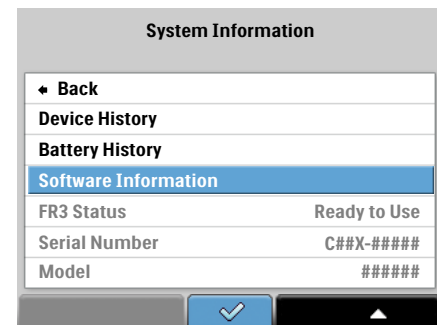 System Information
Back
Device History
Battery History
Software Information
FR3 Status Ready to Use
Serial Number C##X-#####
Model ######